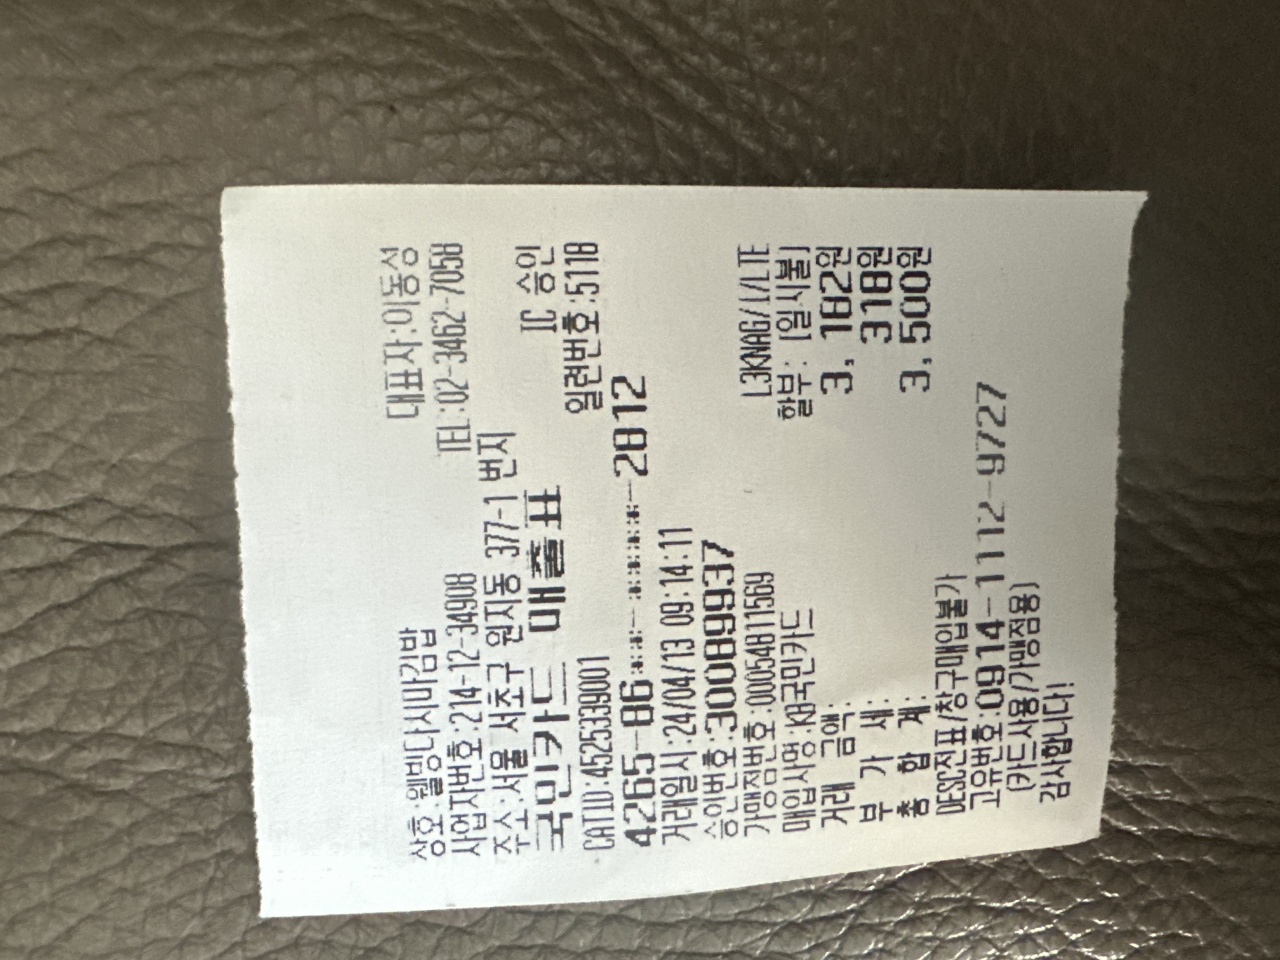 상호:웰빙다시마김밥 대표자:이동성
사업자번호:214-12-34908 TEL:02-3462-7058
주소:서울 서초구 원지동 377-1 번지
국민카드 매출표 IC 승인
CATID:4525339001 일련번호:5118
4265-86**-****-2812
거래일시:24/04/13 09:14:11
승인번호:30089937
가맹점번호:00054811569
매입사명:KB국민카드 L3KNAG/1/LTE
거래 금액: 할부: [일시불]
3,182원
부 가 세: 318원
총 합 계: 3,500원
DESC전표/창구매입불가
고유번호:0914-1112-9727
(카드사용/가맹점용)
감사합니다!